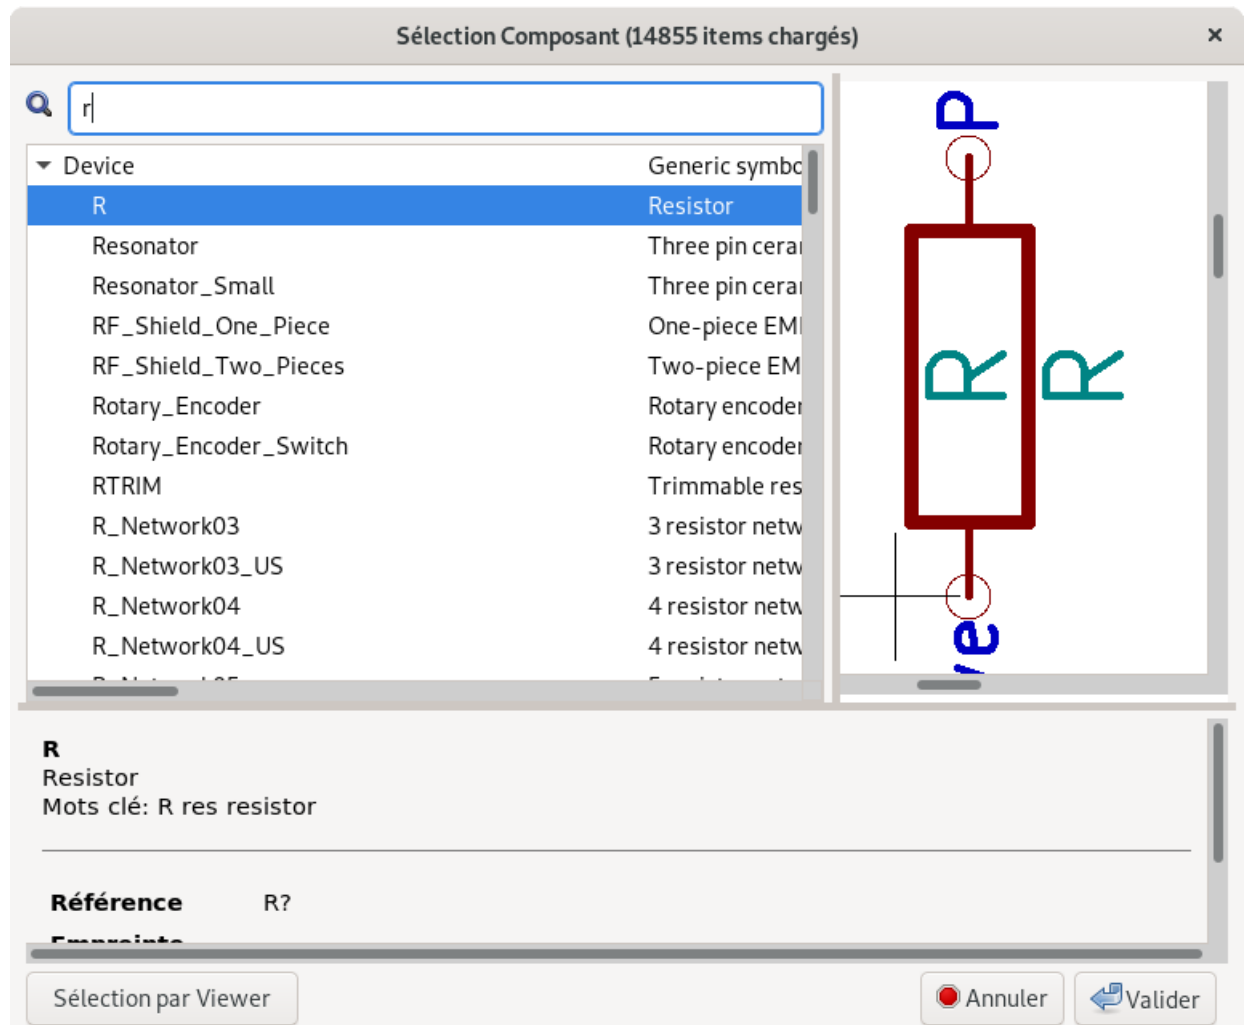 Sélection Composant (14855 items chargés)
r
Device Generic symbo
R Resistor
Resonator Three pin cera
Resonator_Small Three pin cera
RF_Shield_One_Piece One-piece EMI
RF_Shield_Two_Pieces Two-piece EM
Rotary_Encoder Rotary encoder
Rotary_Encoder_Switch Rotary encoder
RTRIM Trimmable res
R_Network03 3 resistor netw
R_Network03_US 3 resistor netw
R_Network04 4 resistor netw
R_Network04_US 4 resistor netw
P
R
R
ve
R
Resistor
Mots clé: R res resistor
Référence R?
Empreinte
Sélection par Viewer
Annuler
Valider